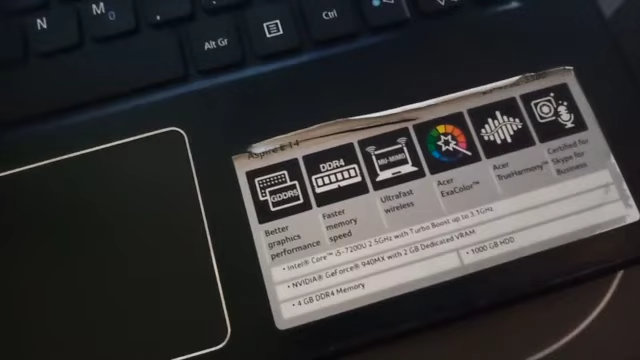 N
M
0
,
.
Alt Gr
Ctrl
Aspire E 14
GDDR5
DDR4
MU-MIMO
Better
graphics
performance
Faster
memory
speed
Ultrafast
wireless
Acer
ExaColor™
Acer
TrueHarmony™
Certified for
Skype for
Business
• Intel® Core™ i5-7200U 2.5GHz with Turbo Boost up to 3.1GHz
• NVIDIA® GeForce® 940MX with 2 GB Dedicated VRAM
• 4 GB DDR4 Memory
• 1000 GB HDD